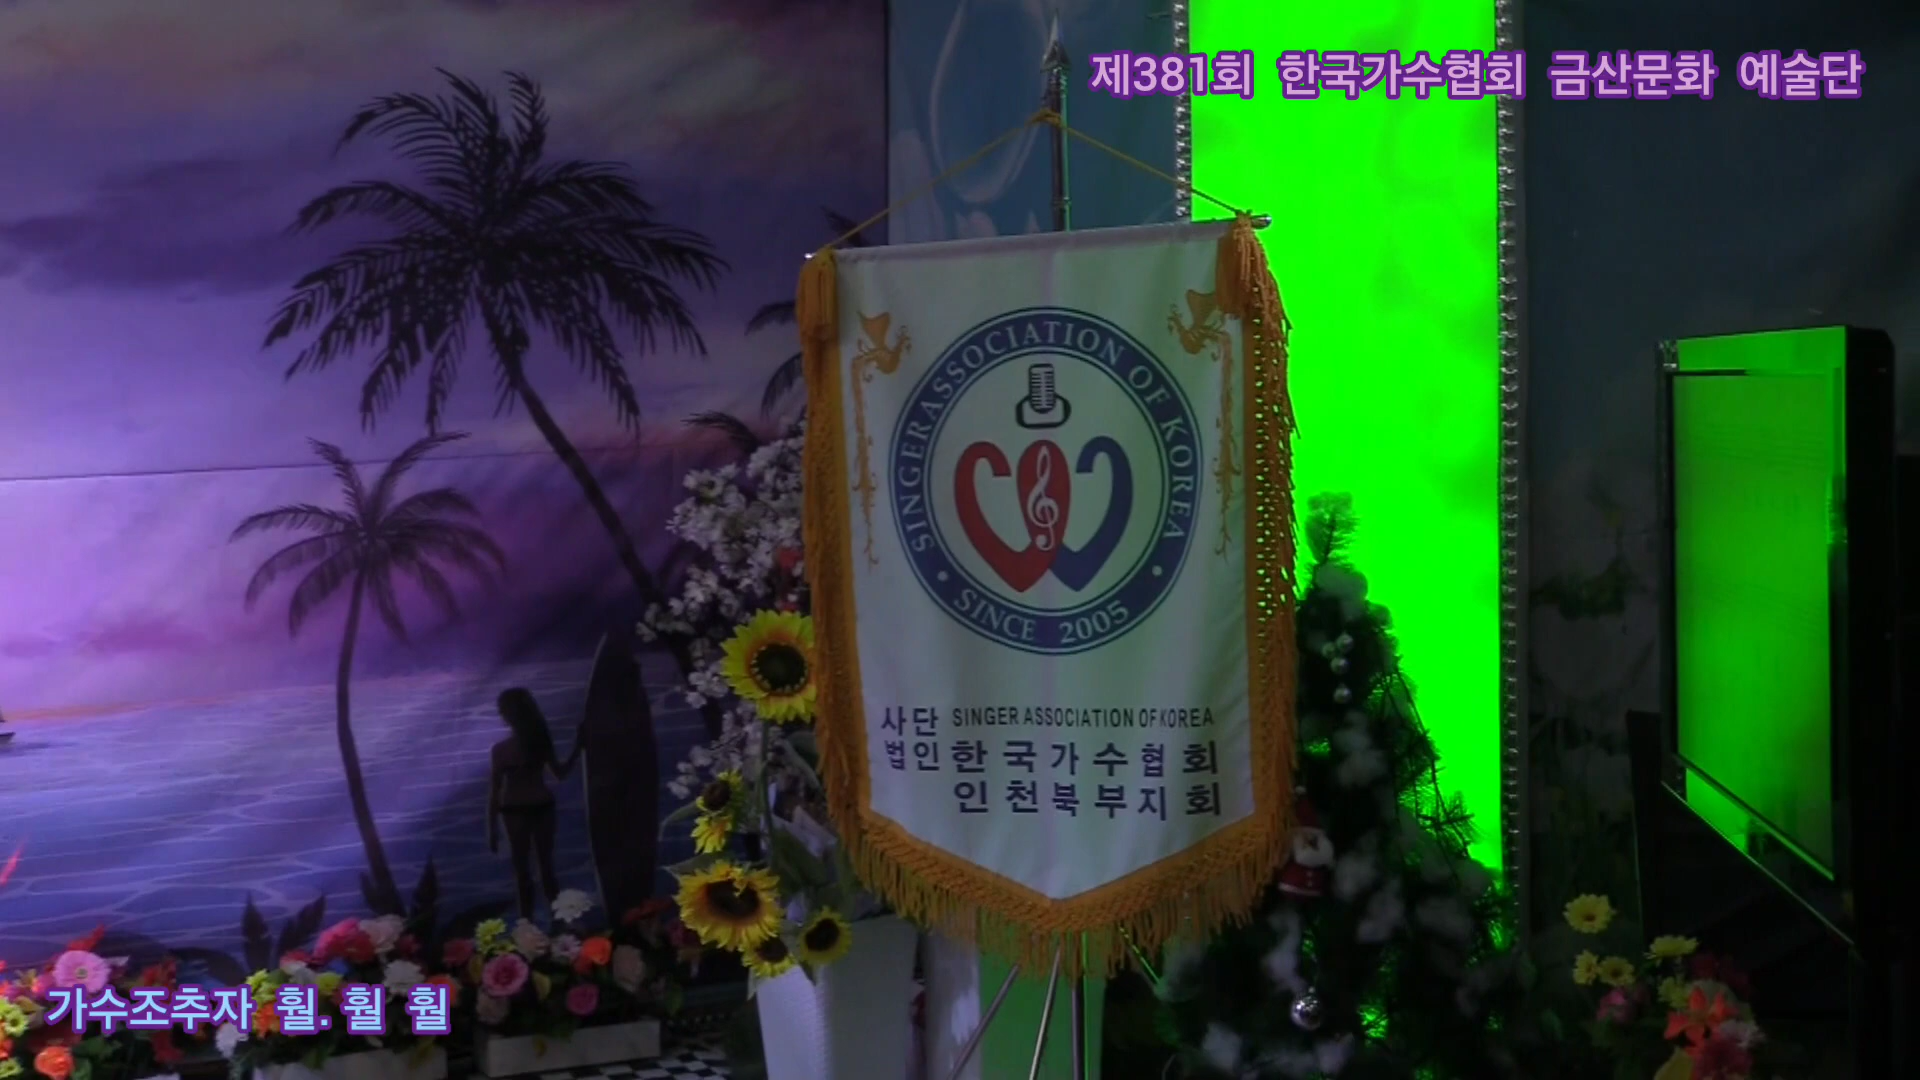 제381회 한국가수협회 금산문화 예술단
SINGER ASSOCIATION OF KOREA
SINCE 2005
사단 SINGER ASSOCIATION OF KOREA
법인 한국가수협회
인천북부지회
가수조추자 훨. 훨 훨